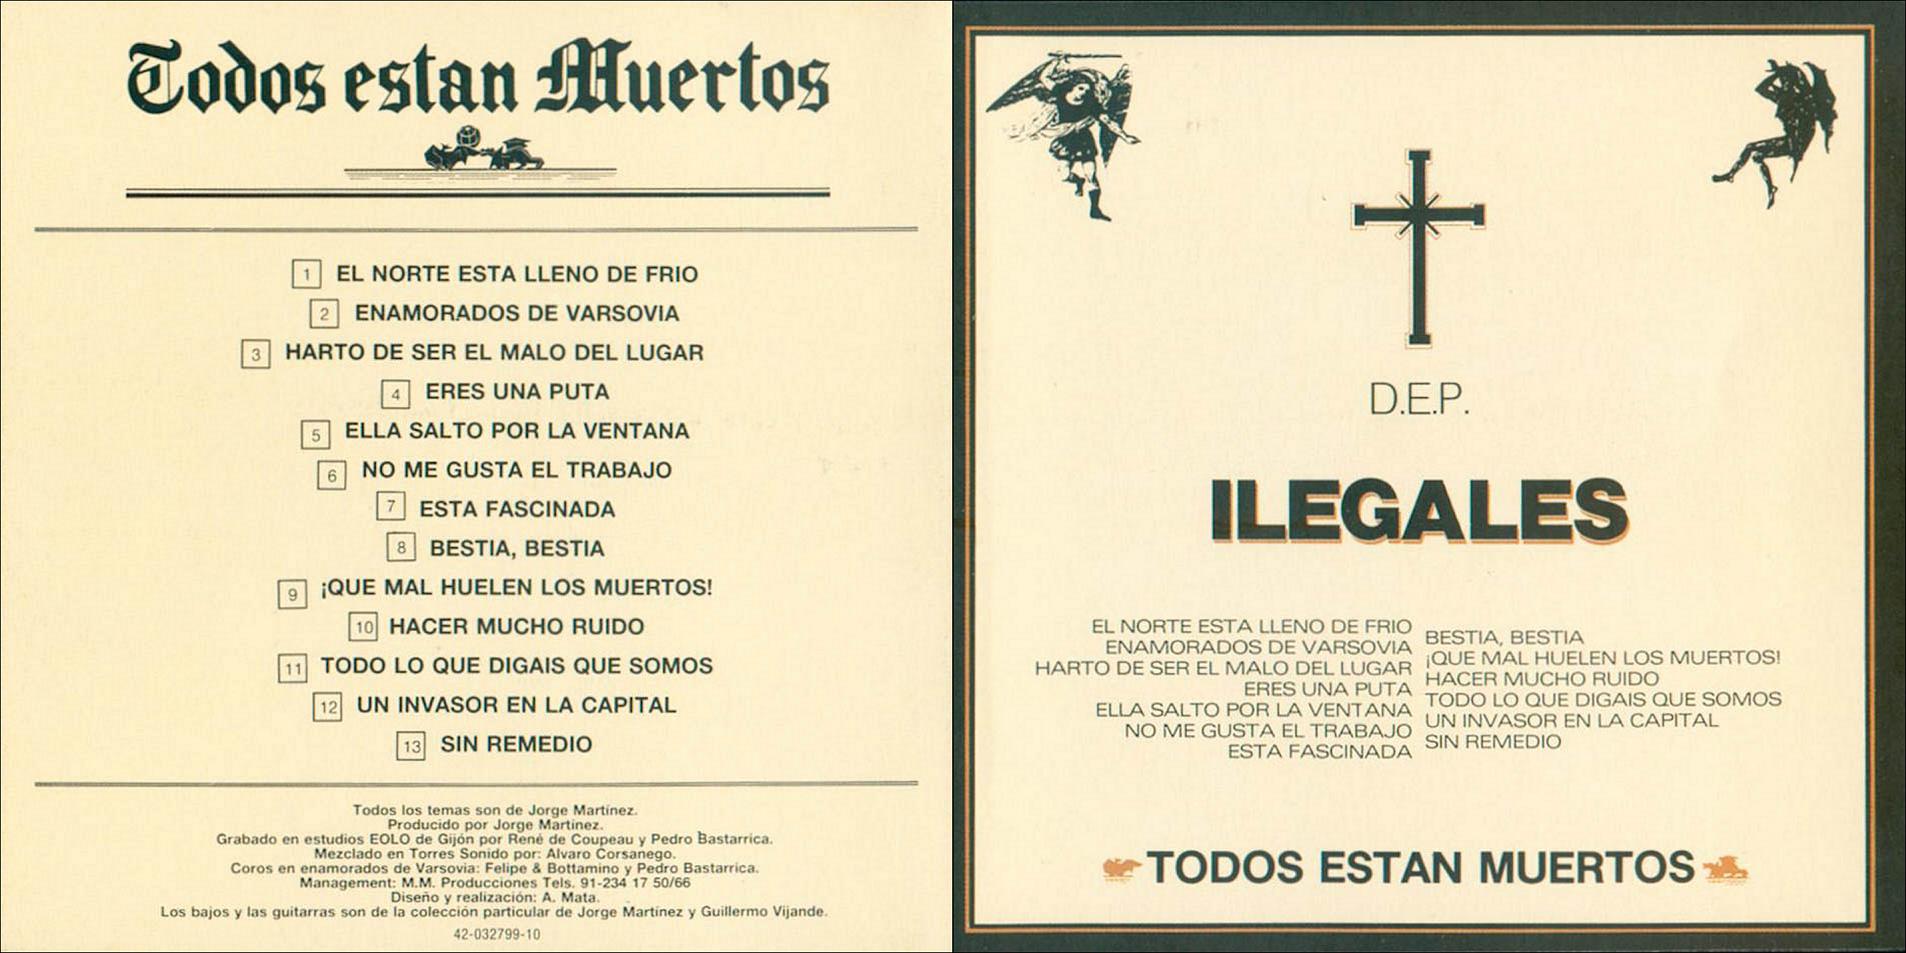 Todos estan Muertos
1 EL NORTE ESTA LLENO DE FRIO
2 ENAMORADOS DE VARSOVIA
3 HARTO DE SER EL MALO DEL LUGAR
4 ERES UNA PUTA
5 ELLA SALTO POR LA VENTANA
6 NO ME GUSTA EL TRABAJO
7 ESTA FASCINADA
8 BESTIA, BESTIA
9 ¡QUE MAL HUELEN LOS MUERTOS!
10 HACER MUCHO RUIDO
11 TODO LO QUE DIGAIS QUE SOMOS
12 UN INVASOR EN LA CAPITAL
13 SIN REMEDIO
Todos los temas son de Jorge Martínez.
Producido por Jorge Martínez.
Grabado en estudios EOLO de Gijón por René de Coupeau y Pedro Bastarrica.
Mezclado en Torres Sonido por: Alvaro Corsanego.
Coros en enamorados de Varsovia: Felipe & Bottamino y Pedro Bastarrica.
Management: M.M. Producciones Tels. 91-234 17 50/66
Diseño y realización: A. Mata.
Los bajos y las guitarras son de la colección particular de Jorge Martínez y Guillermo Vijande.
42-032799-10
D.E.P.
ILEGALES
EL NORTE ESTA LLENO DE FRIO
ENAMORADOS DE VARSOVIA
HARTO DE SER EL MALO DEL LUGAR
ERES UNA PUTA
ELLA SALTO POR LA VENTANA
NO ME GUSTA EL TRABAJO
ESTA FASCINADA
BESTIA, BESTIA
¡QUE MAL HUELEN LOS MUERTOS!
HACER MUCHO RUIDO
TODO LO QUE DIGAIS QUE SOMOS
UN INVASOR EN LA CAPITAL
SIN REMEDIO
TODOS ESTAN MUERTOS